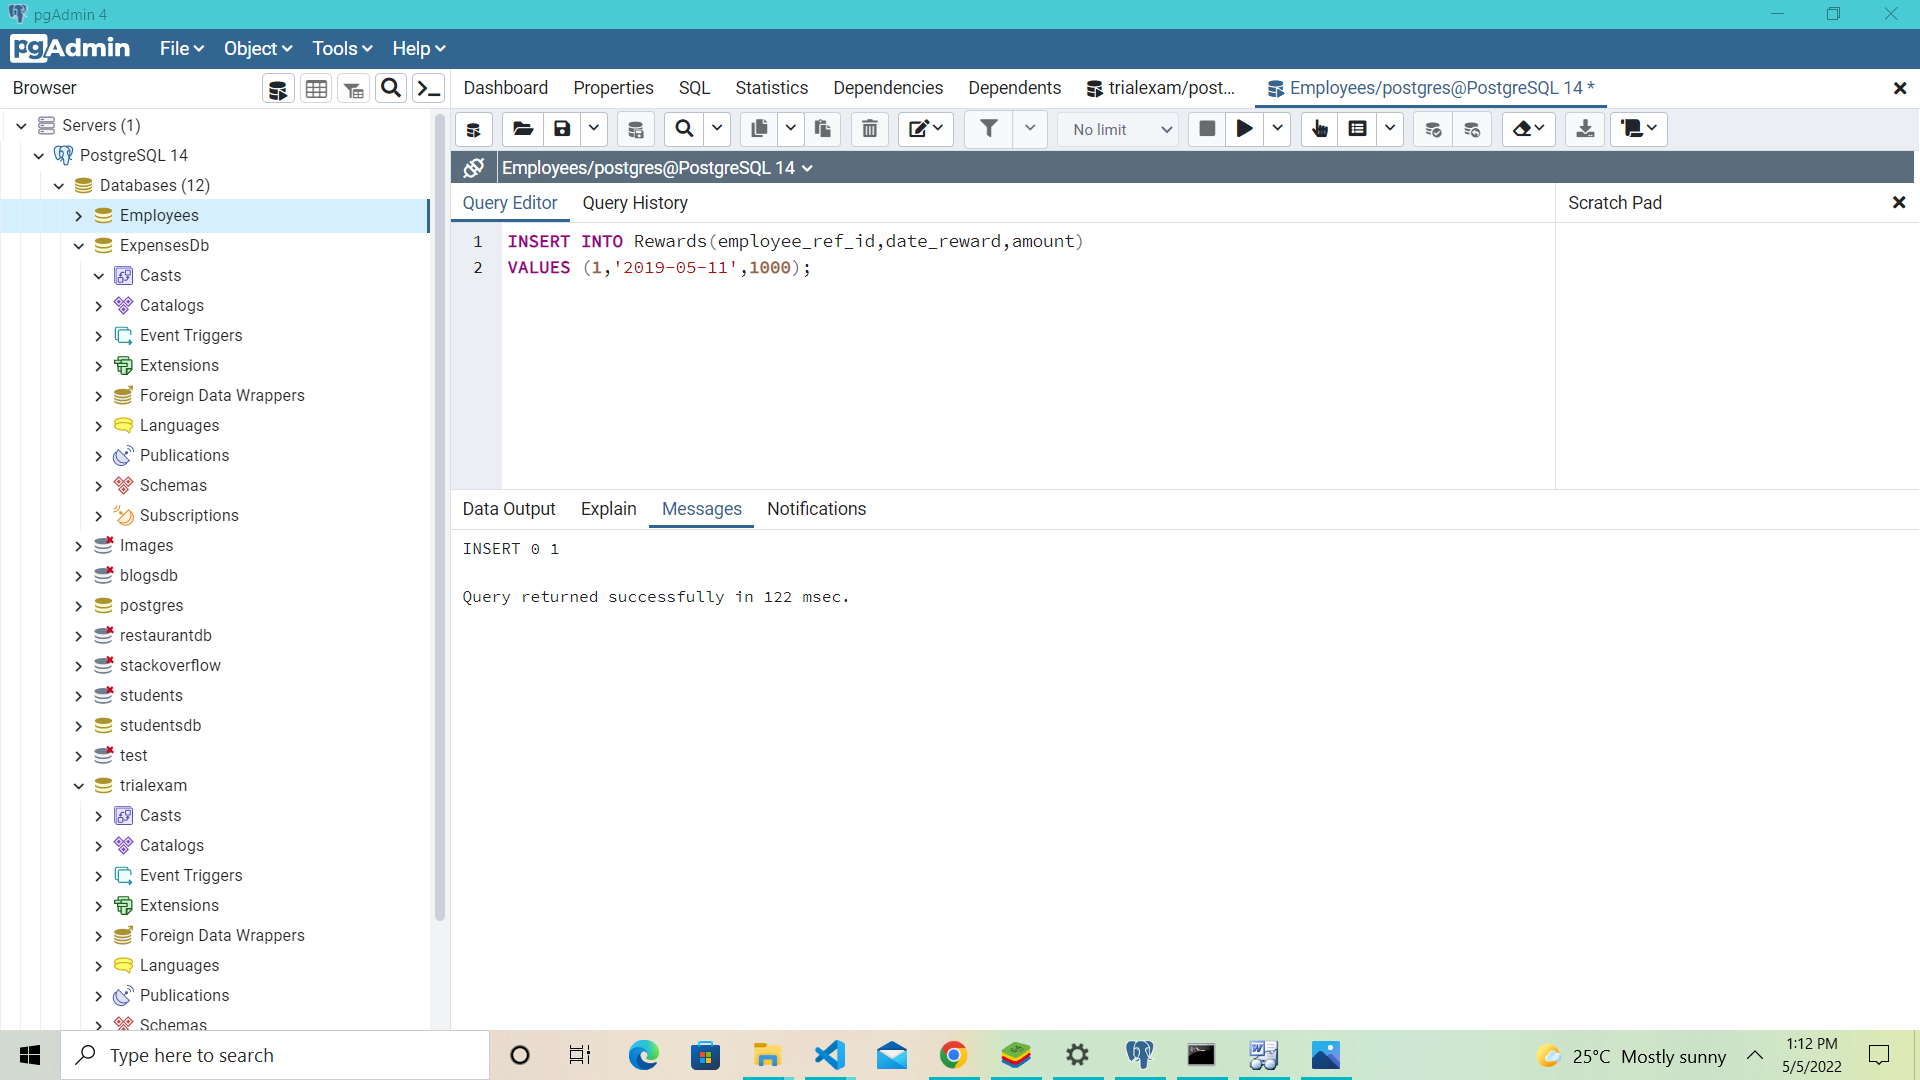 pgAdmin 4
pgAdmin File Object Tools Help
Browser
Dashboard Properties SQL Statistics Dependencies Dependents trialexam/post... Employees/postgres@PostgreSQL 14 *
No limit
Employees/postgres@PostgreSQL 14
Query Editor Query History
Scratch Pad
1 INSERT INTO Rewards(employee_ref_id,date_reward,amount)
2 VALUES (1,'2019-05-11',1000);
Data Output Explain Messages Notifications
INSERT 0 1
Query returned successfully in 122 msec.
Servers (1)
PostgreSQL 14
Databases (12)
Employees
ExpensesDb
Casts
Catalogs
Event Triggers
Extensions
Foreign Data Wrappers
Languages
Publications
Schemas
Subscriptions
Images
blogsdb
postgres
restaurantdb
stackoverflow
students
studentsdb
test
trialexam
Casts
Catalogs
Event Triggers
Extensions
Foreign Data Wrappers
Languages
Publications
Schemas
Type here to search
25°C Mostly sunny
1:12 PM
5/5/2022